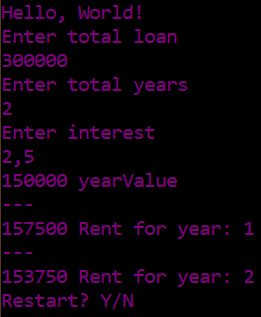 Hello, World!
Enter total loan
300000
Enter total years
2
Enter interest
2,5
150000 yearValue
---
157500 Rent for year: 1
---
153750 Rent for year: 2
Restart? Y/N